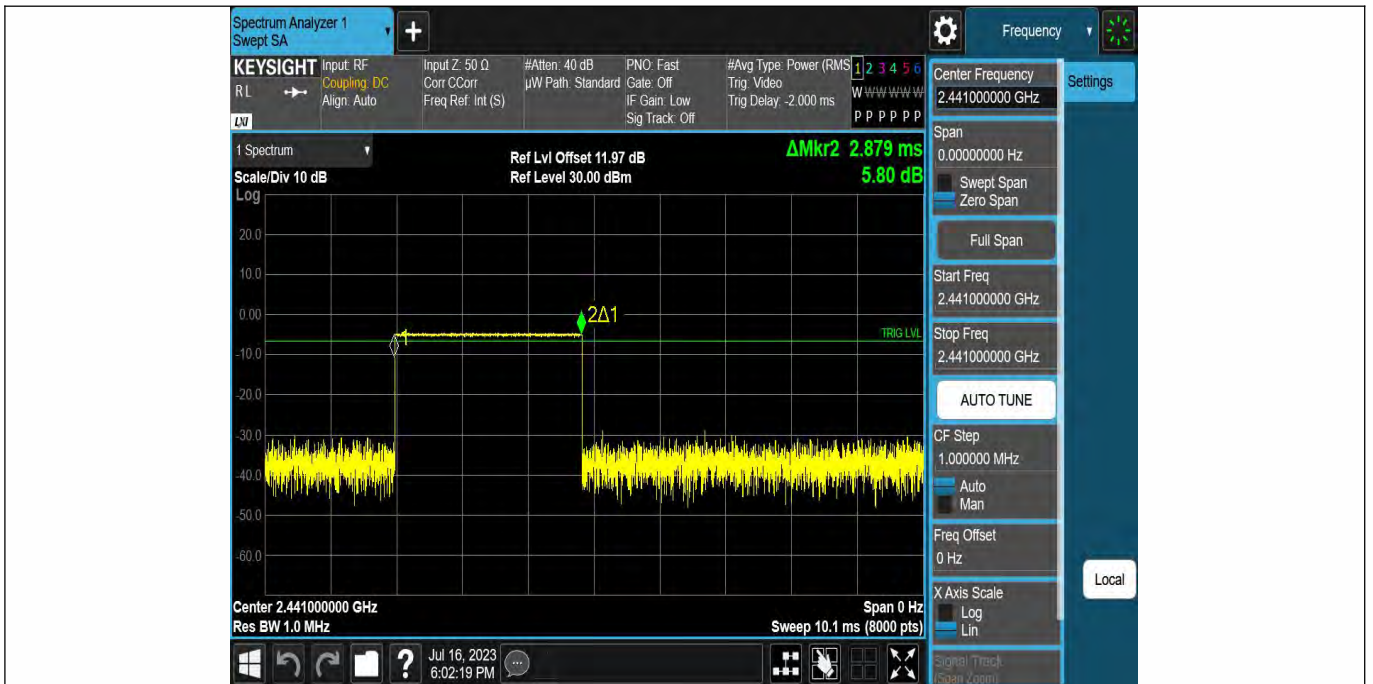 Spectrum Analyzer 1
Swept SA
+
Frequency
KEYSIGHT
R L
LXI
Input: RF
Coupling: DC
Align: Auto
Input Z: 50 Ω
Corr CCorr
Freq Ref: Int (S)
#Atten: 40 dB
µW Path: Standard
PNO: Fast
Gate: Off
IF Gain: Low
Sig Track: Off
#Avg Type: Power (RMS
Trig: Video
Trig Delay: -2.000 ms
1 2 3 4 5 6
W W W W W W
P P P P P P
1 Spectrum
Scale/Div 10 dB
Log
Ref Lvl Offset 11.97 dB
Ref Level 30.00 dBm
ΔMkr2 2.879 ms
5.80 dB
20.0
10.0
0.00
-10.0
-20.0
-30.0
-40.0
-50.0
-60.0
2Δ1
1
TRIG LVL
Center 2.441000000 GHz
Res BW 1.0 MHz
Span 0 Hz
Sweep 10.1 ms (8000 pts)
?
Jul 16, 2023
6:02:19 PM
Center Frequency
2.441000000 GHz
Span
0.00000000 Hz
Swept Span
Zero Span
Full Span
Start Freq
2.441000000 GHz
Stop Freq
2.441000000 GHz
AUTO TUNE
CF Step
1.000000 MHz
Auto
Man
Freq Offset
0 Hz
X Axis Scale
Log
Lin
Signal Track
(Span Zoom)
Settings
Local